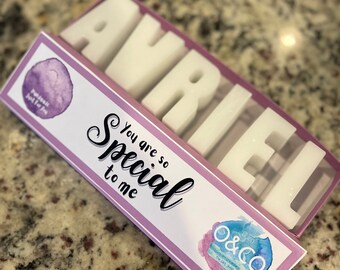 AVRIEL
You are so
Special
to me
O&CO